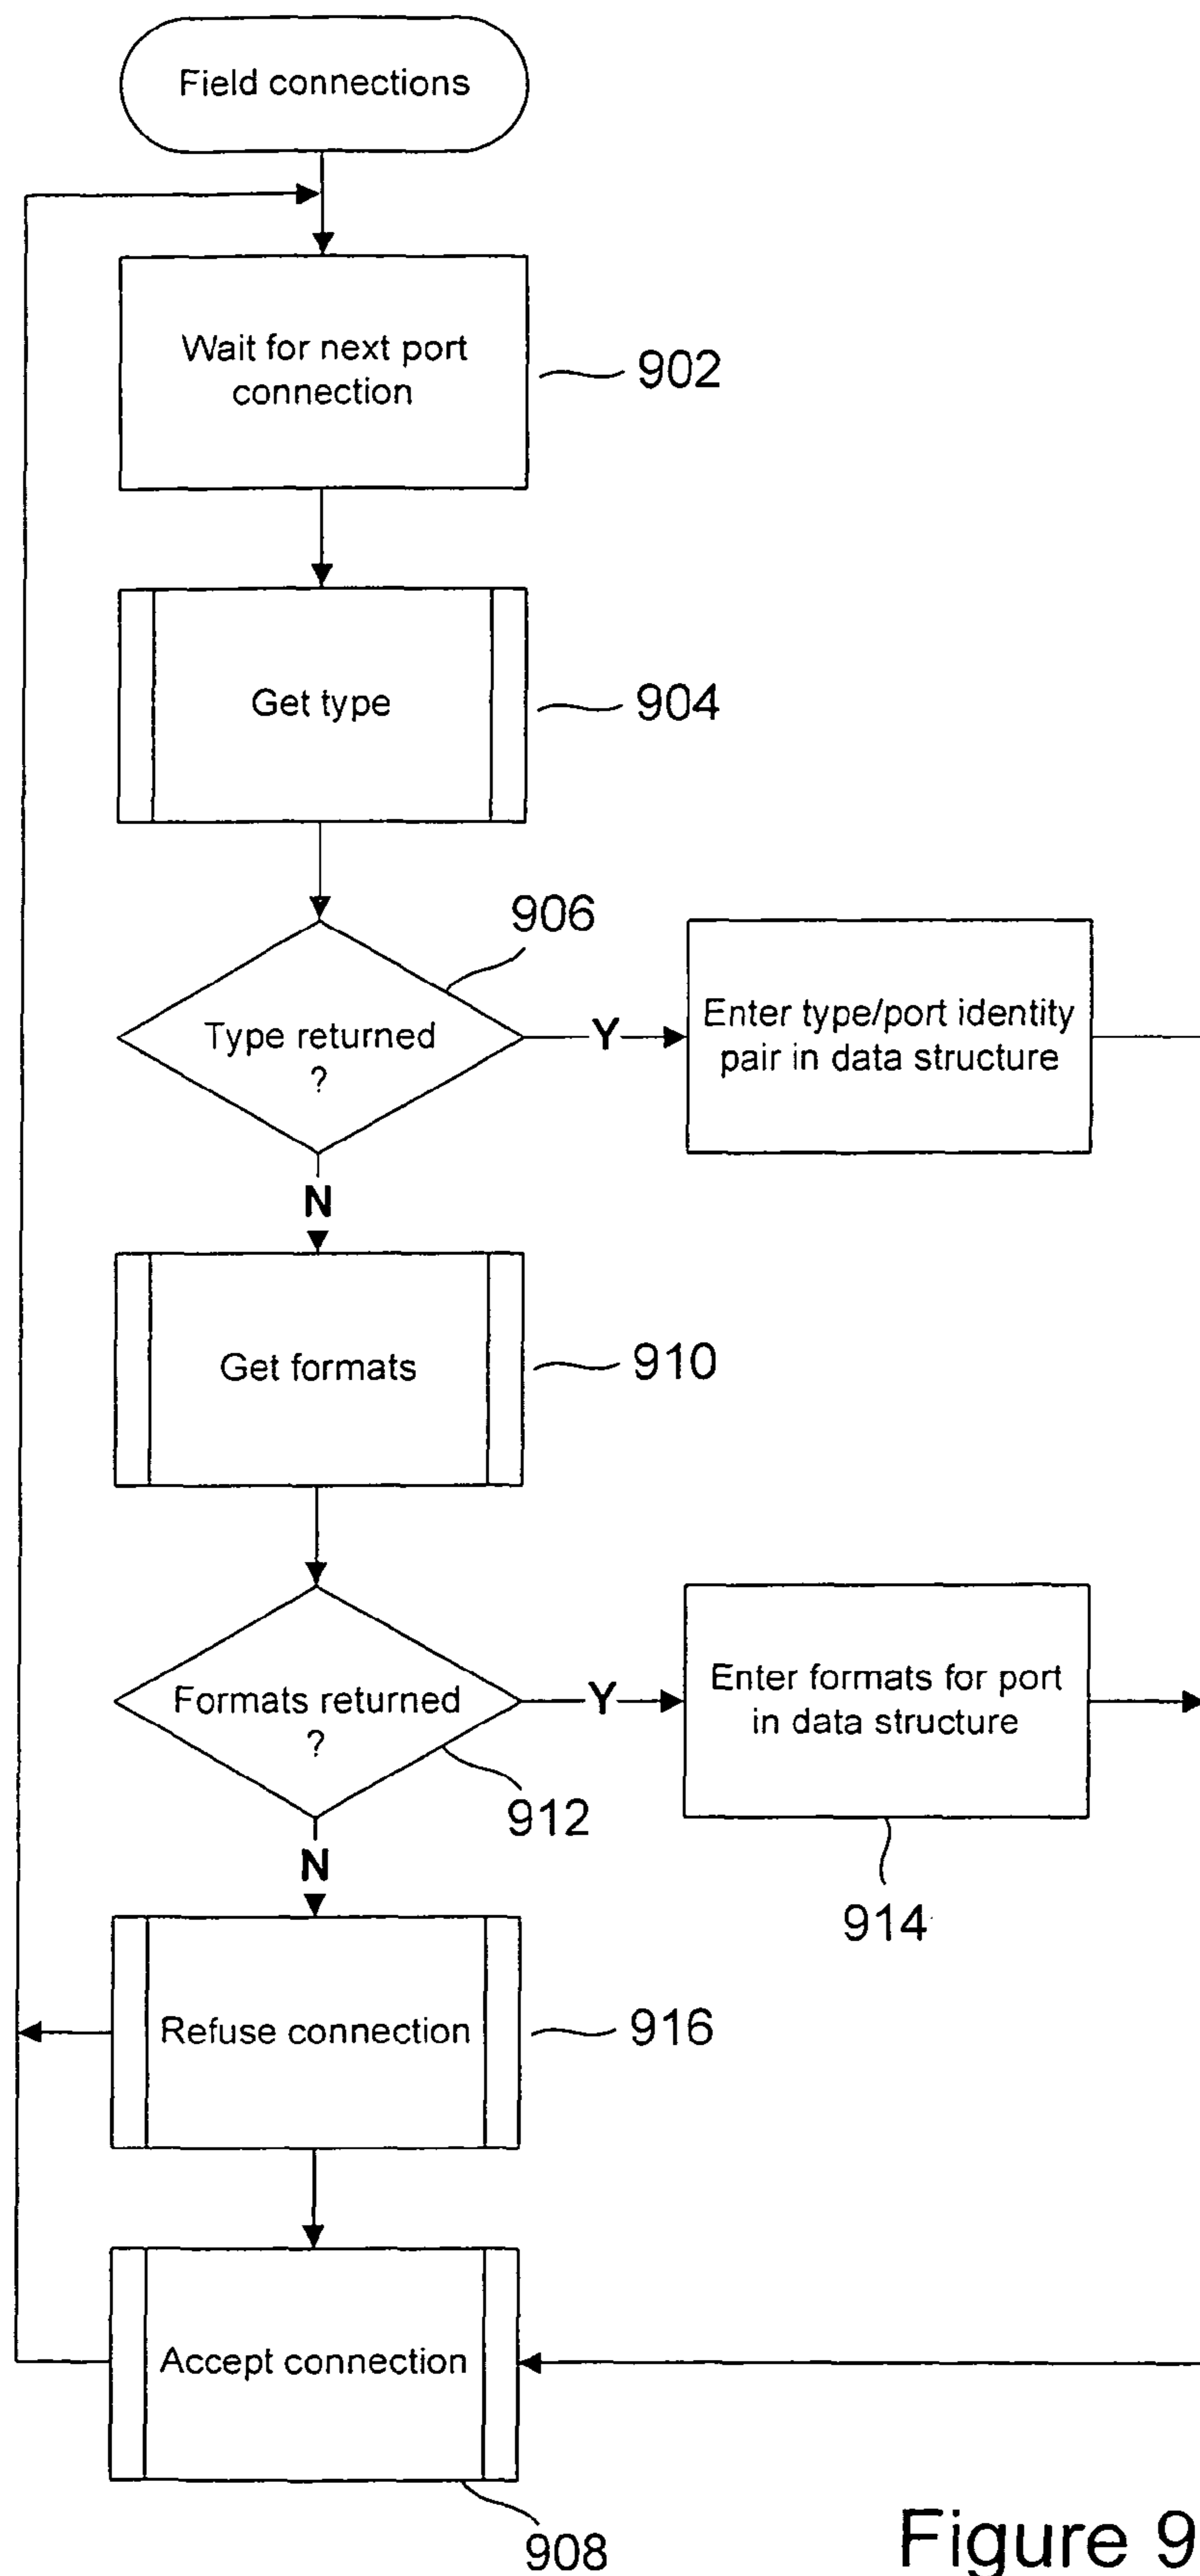 Field connections
Wait for next port
connection
902
Get type
904
906
Type returned
?
Y
Enter type/port identity
pair in data structure
N
Get formats
910
Formats returned
?
Y
Enter formats for port
in data structure
912
914
N
Refuse connection
916
Accept connection
908
Figure 9